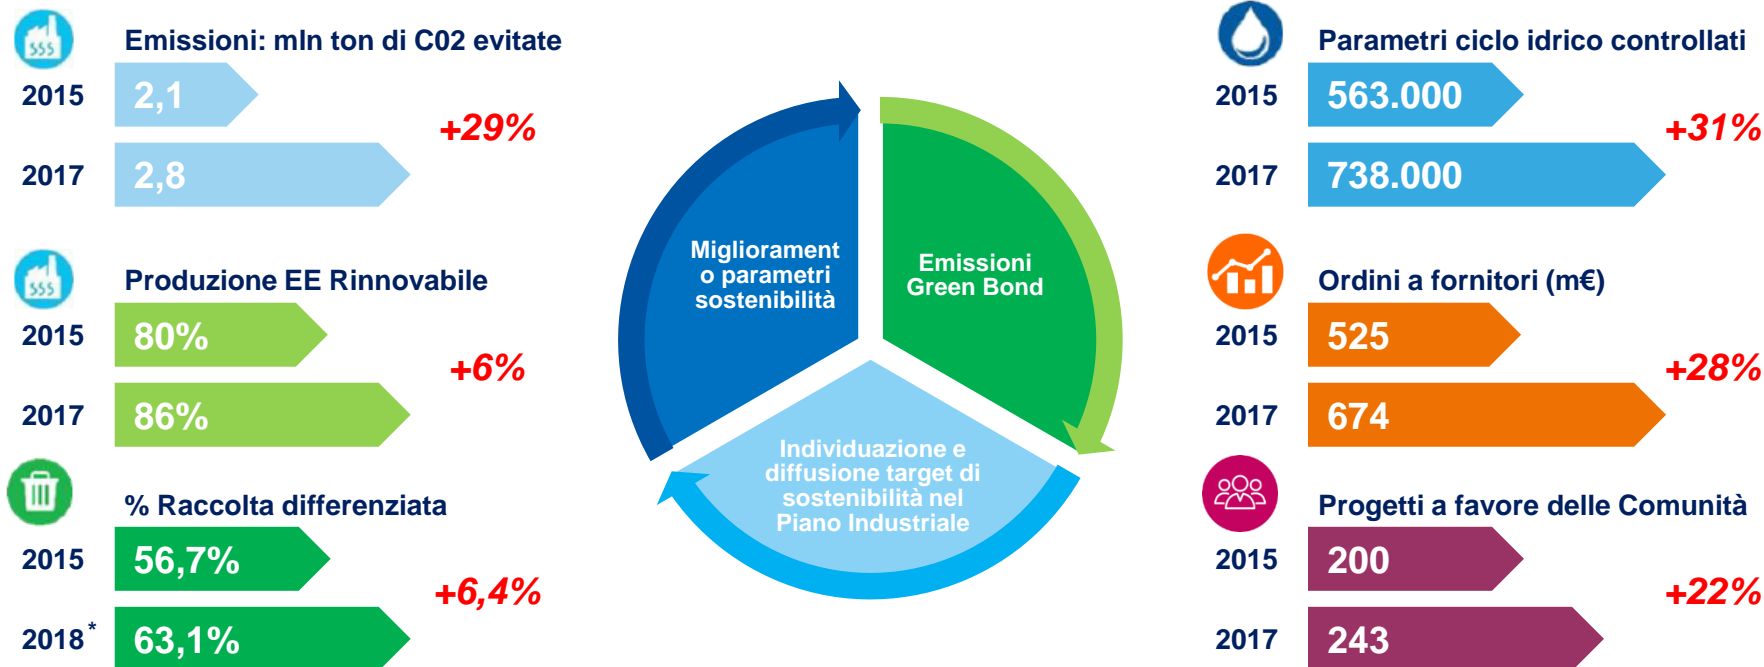 Emissioni: mln ton di C02 evitate
2015
2,1
+29%
2017
2,8
Produzione EE Rinnovabile
2015
80%
+6%
2017
86%
% Raccolta differenziata
2015
56,7%
+6,4%
2018*
63,1%
Migliorament
o parametri
sostenibilità
Emissioni
Green Bond
Individuazione e
diffusione target di
sostenibilità nel
Piano Industriale
Parametri ciclo idrico controllati
2015
563.000
+31%
2017
738.000
Ordini a fornitori (m€)
2015
525
+28%
2017
674
Progetti a favore delle Comunità
2015
200
+22%
2017
243